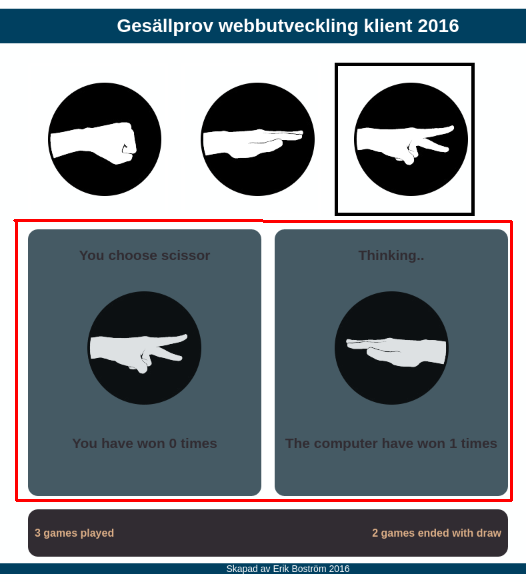 Gesällprov webbutveckling klient 2016
You choose scissor
Thinking..
You have won 0 times
The computer have won 1 times
3 games played
2 games ended with draw
Skapad av Erik Boström 2016